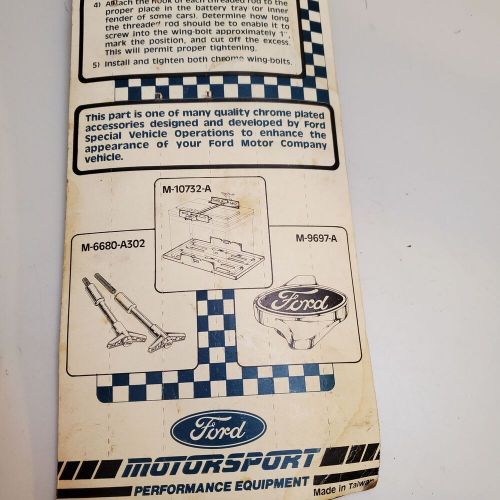 4) Attach the hook of each threaded rod to the
proper place in the battery tray (or inner
fender of some cars). Determine how long
the threaded rod should be to enable it to
screw into the wing-bolt approximately 1",
mark the position, and cut off the excess.
This will permit proper tightening.
5) Install and tighten both chrome wing-bolts.
This part is one of many quality chrome plated
accessories designed and developed by Ford
Special Vehicle Operations to enhance the
appearance of your Ford Motor Company
vehicle.
M-10732-A
M-6680-A302
M-9697-A
Ford
Ford
MOTORSPORT
PERFORMANCE EQUIPMENT
Made in Taiwan